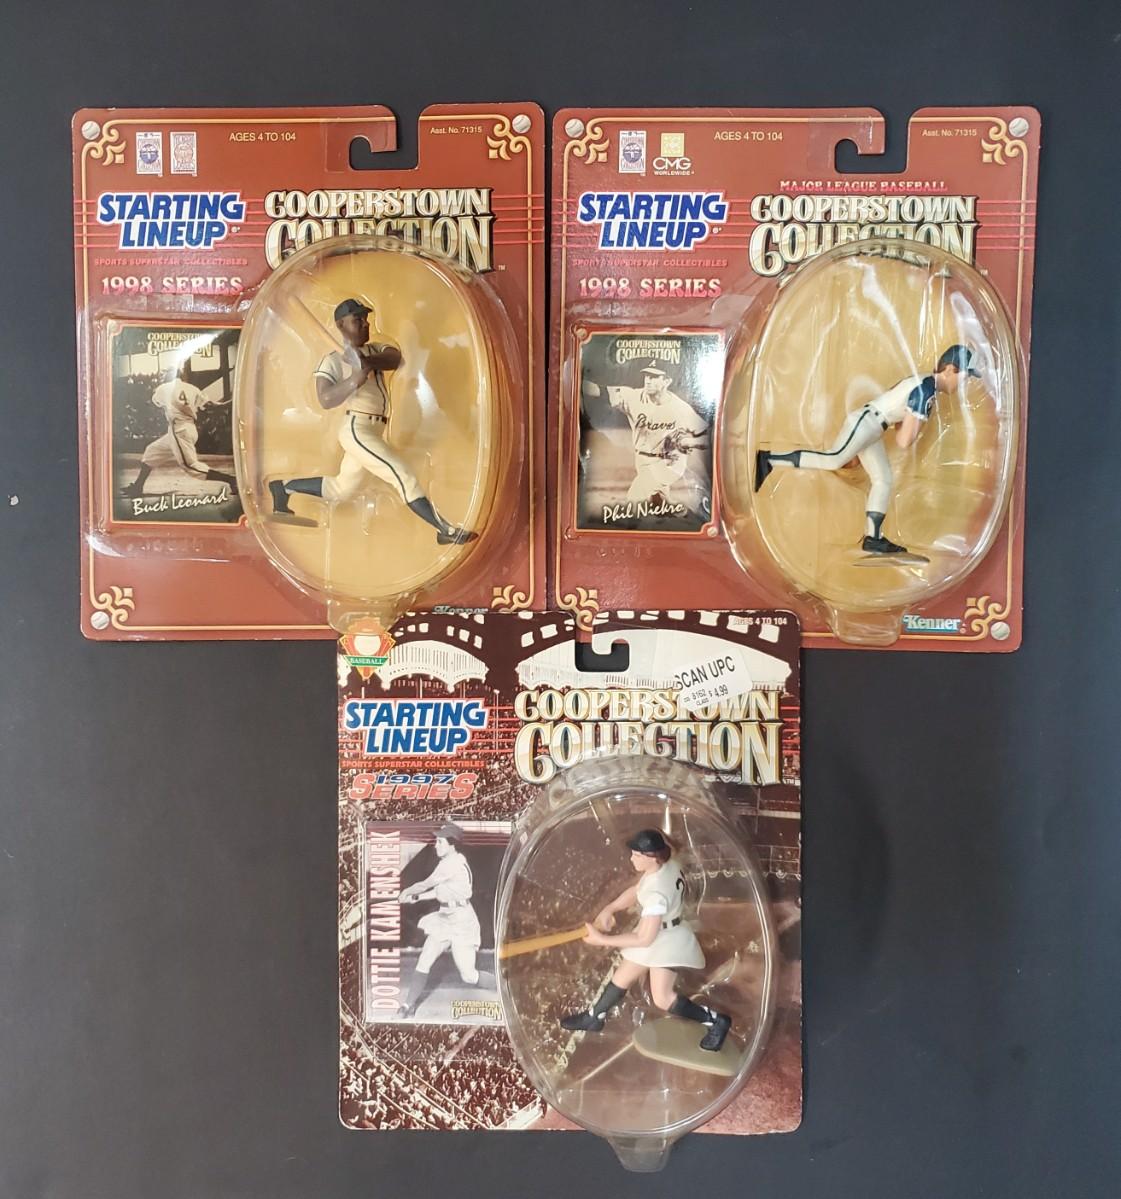 AGES 4 TO 104
Asst. No. 71315
STARTING
LINEUP
SPORTS SUPERSTAR COLLECTIBLES
1998 SERIES
COOPERSTOWN
COLLECTION
COOPERSTOWN
COLLECTION
4
Buck Leonard
Kenner
AGES 4 TO 104
Asst. No. 71315
CMG
WORLDWIDE
STARTING
LINEUP
SPORTS SUPERSTAR COLLECTIBLES
1998 SERIES
MAJOR LEAGUE BASEBALL
COOPERSTOWN
COLLECTION
TM
COOPERSTOWN
COLLECTION
Braves
Phil Niekro
Kenner
BASEBALL
AGES 4 TO 104
SCAN UPC
$4.99
CLASS
STARTING
LINEUP
SPORTS SUPERSTAR COLLECTIBLES
1997
SERIES
COOPERSTOWN
COLLECTION
DOTTIE KAMENSHEK
COOPERSTOWN
COLLECTION